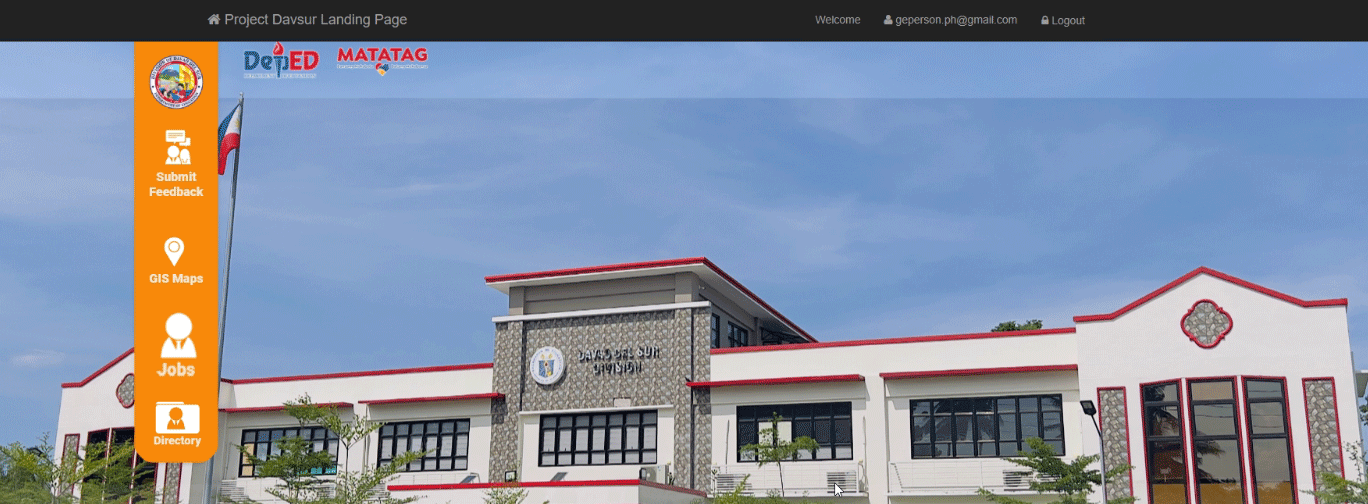 Project Davsur Landing Page
Welcome
geperson.ph@gmail.com
Logout
DepED
MATATAG
Submit
Feedback
GIS Maps
Jobs
Directory
DAVAO DEL SUR
DIVISION